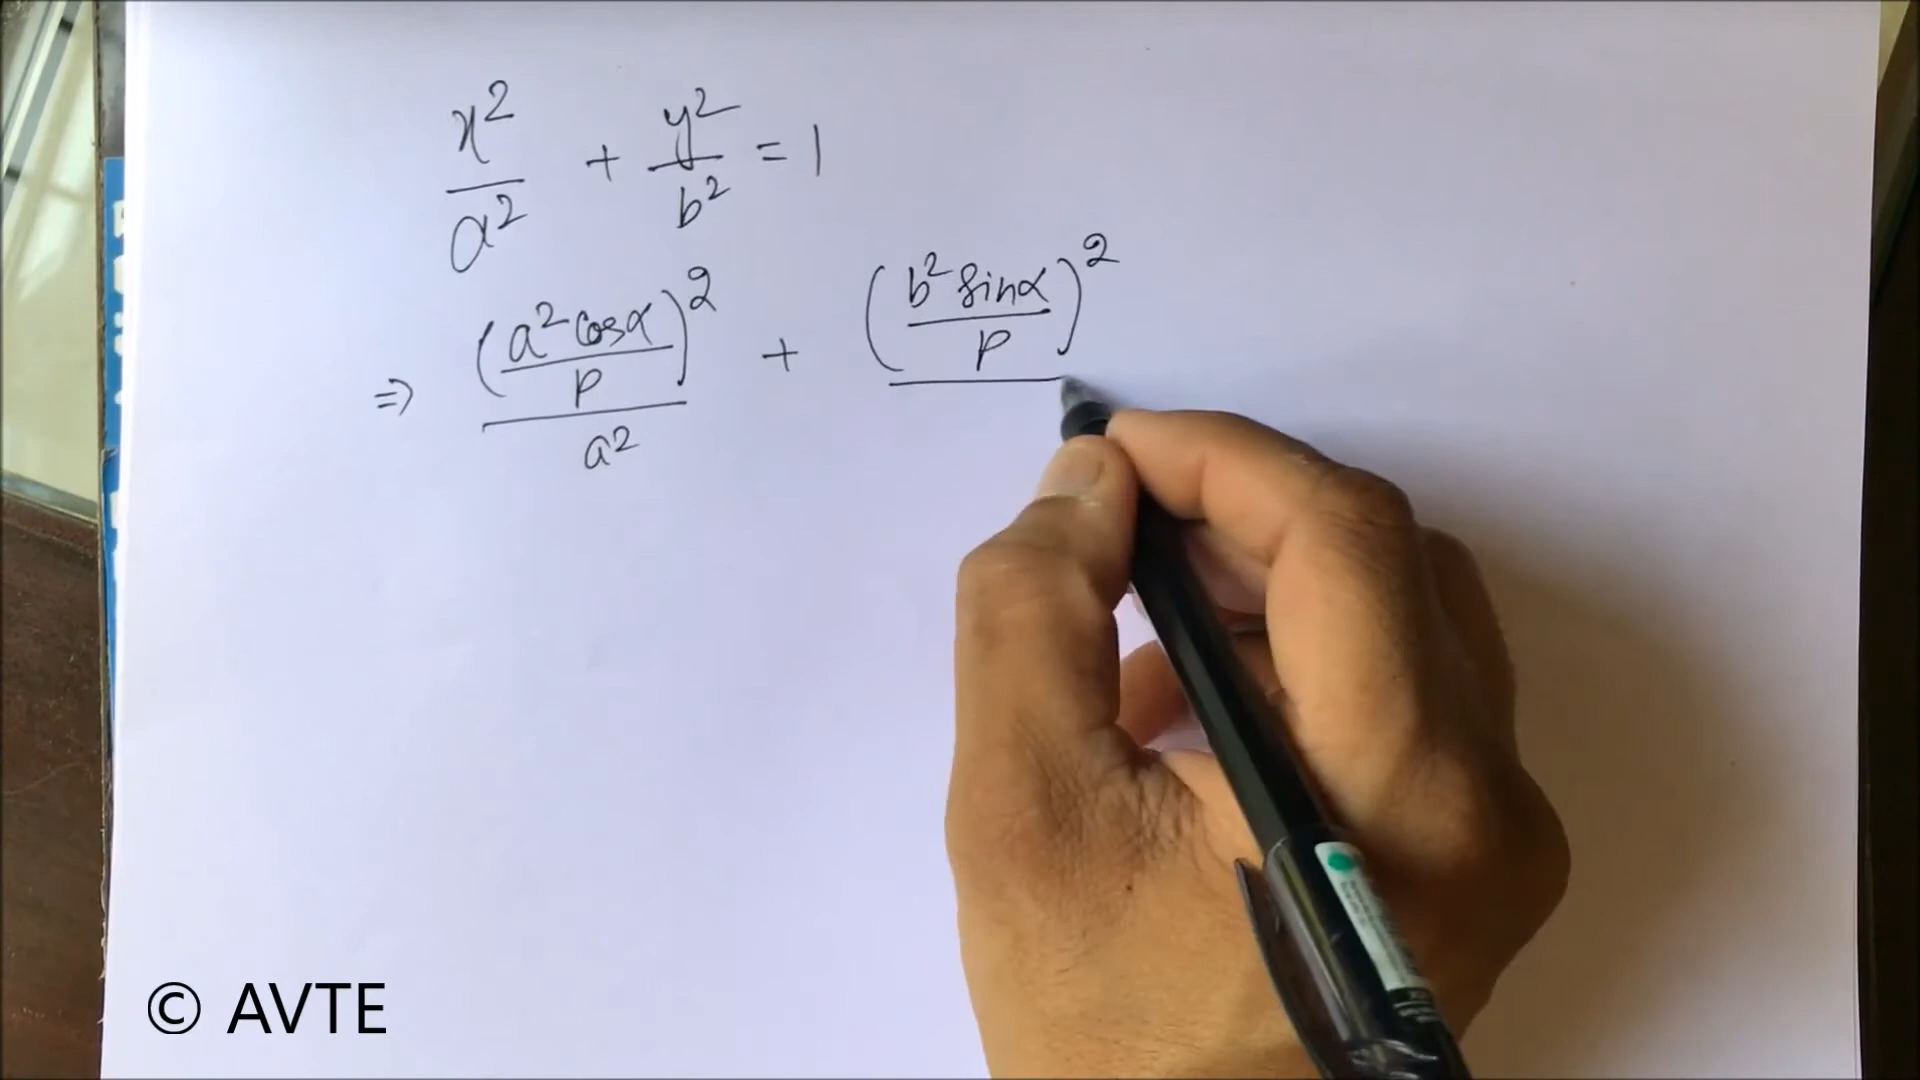 x²/a² + y²/b² = 1
⇒ (a² cosα / p)² / a² + (b² sinα / p)²
© AVTE